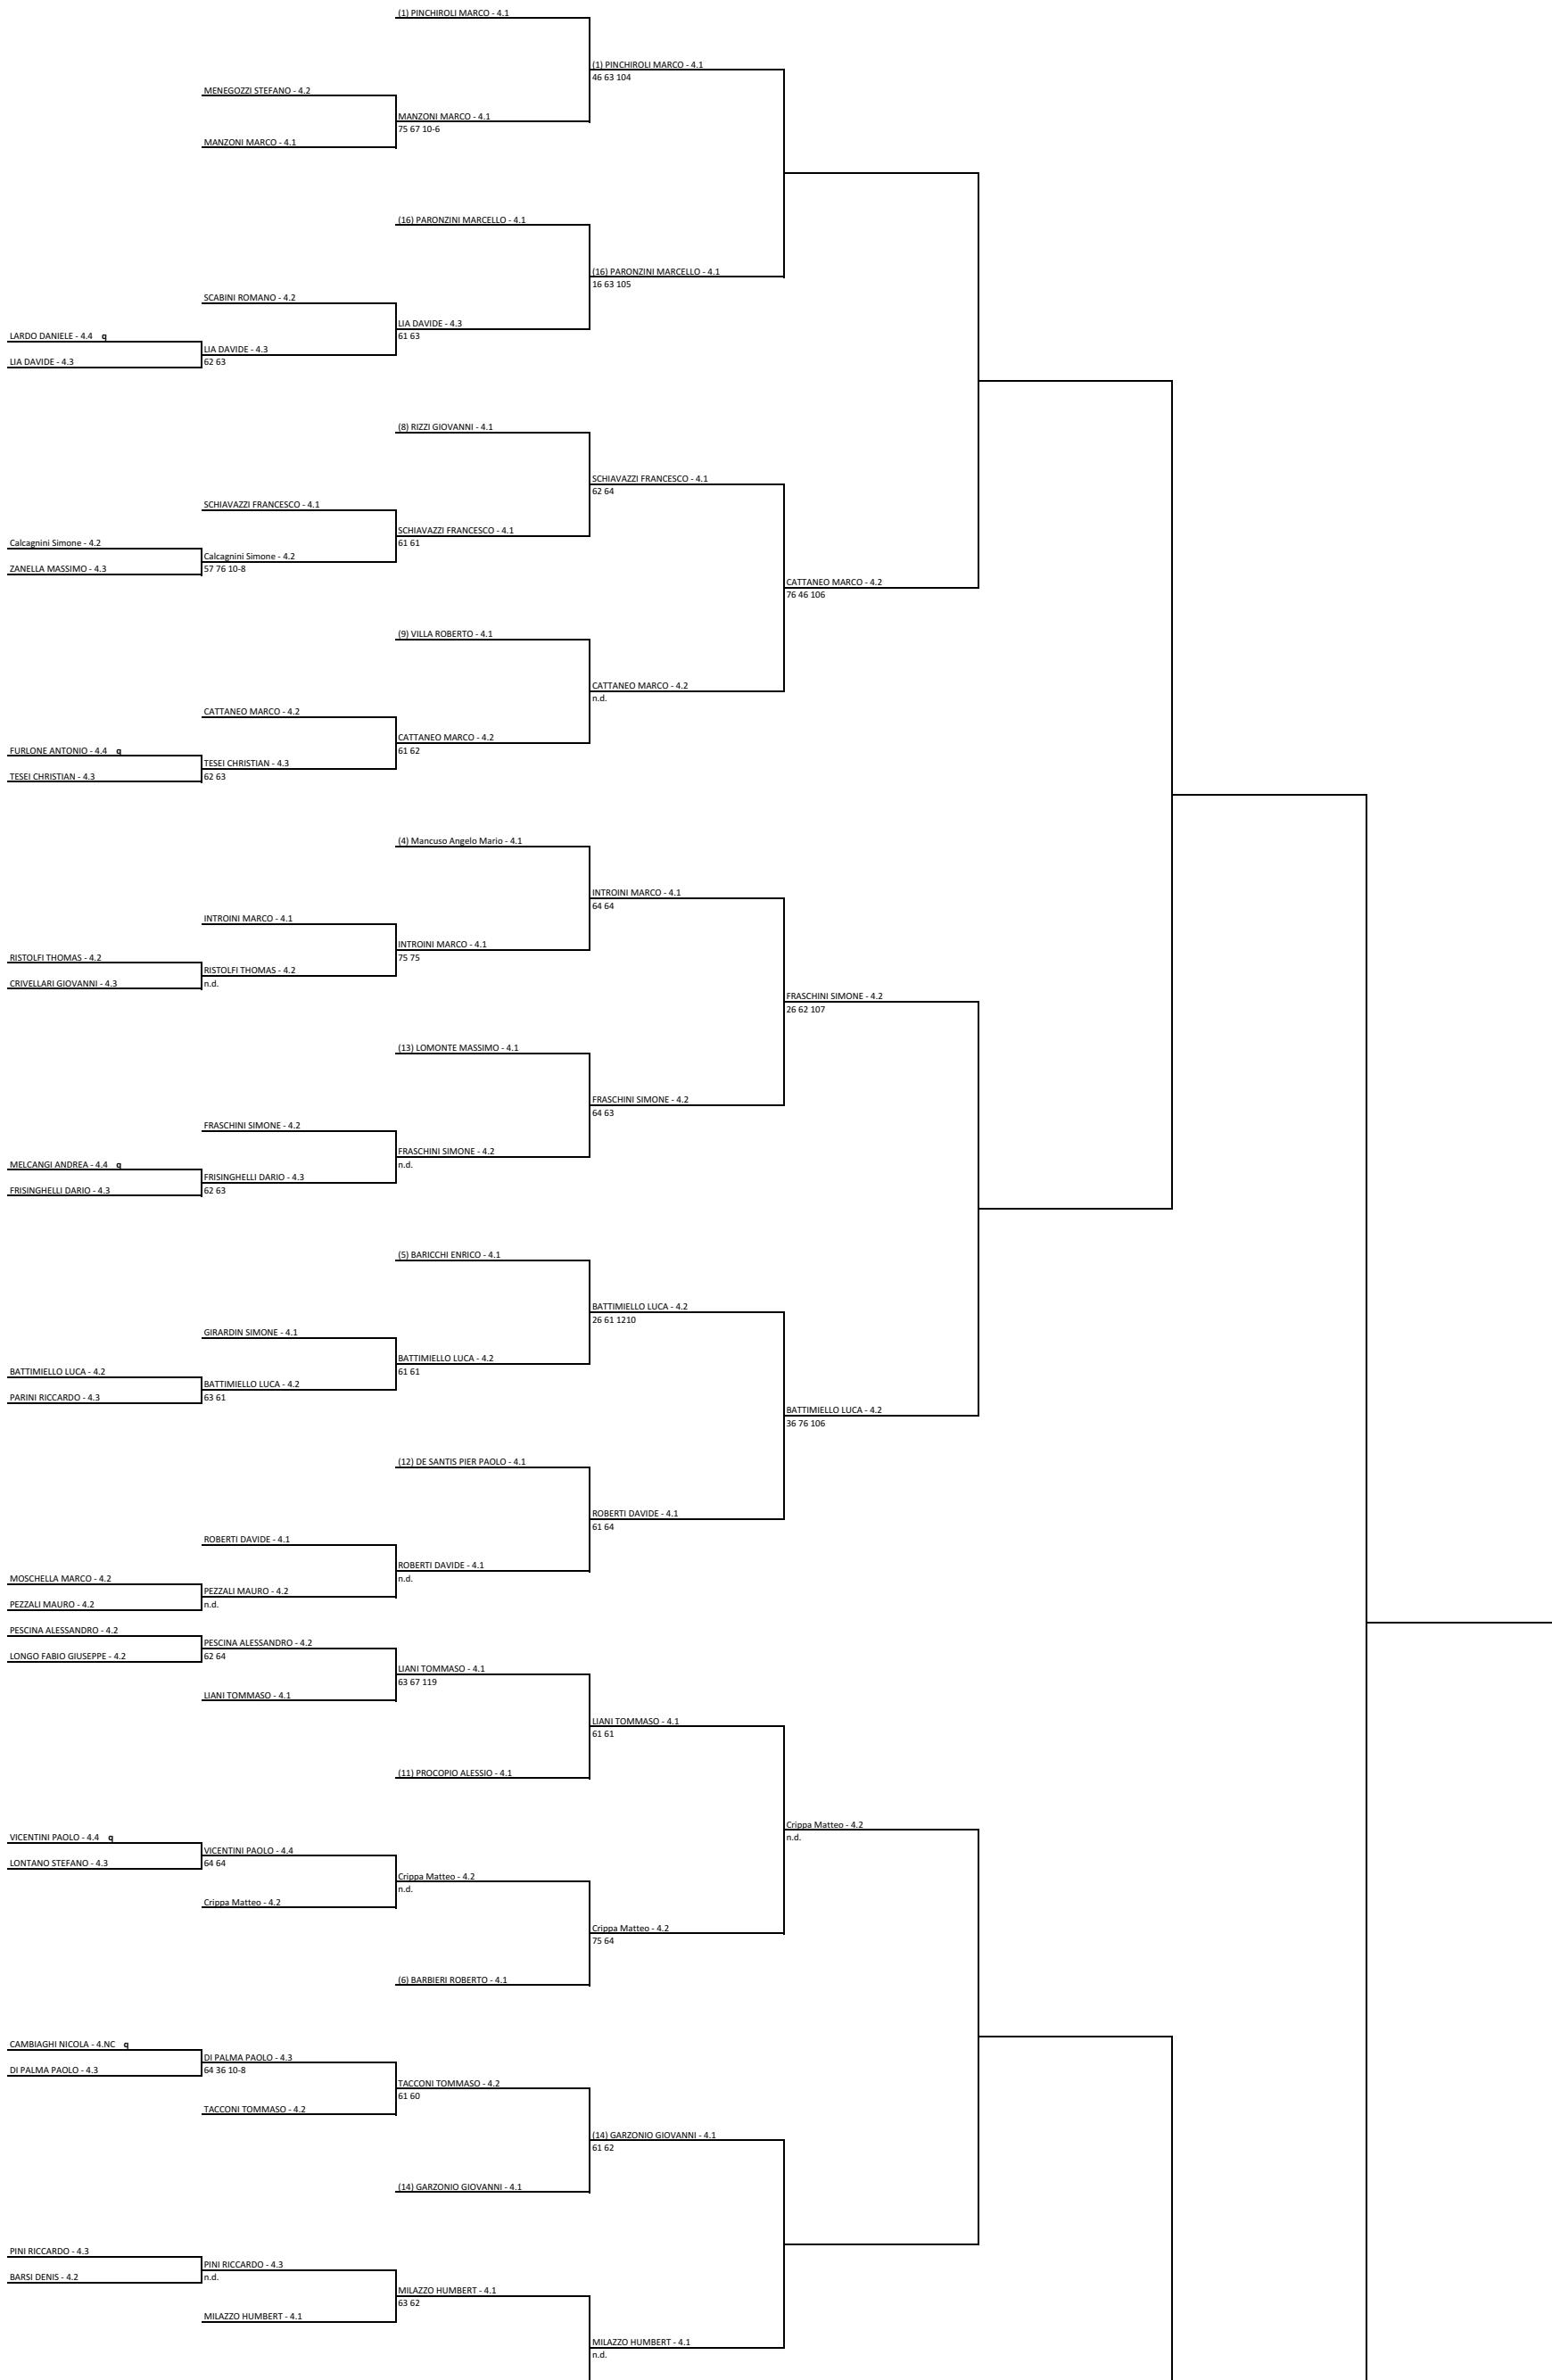 (1) PINCHIROLI MARCO - 4.1
(1) PINCHIROLI MARCO - 4.1
46 63 104
MENEGOZZI STEFANO - 4.2
MANZONI MARCO - 4.1
75 67 10-6
MANZONI MARCO - 4.1
(16) PARONZINI MARCELLO - 4.1
(16) PARONZINI MARCELLO - 4.1
16 63 105
SCABINI ROMANO - 4.2
LIA DAVIDE - 4.3
61 63
LARDO DANIELE - 4.4 q
LIA DAVIDE - 4.3
62 63
LIA DAVIDE - 4.3
(8) RIZZI GIOVANNI - 4.1
SCHIAVAZZI FRANCESCO - 4.1
62 64
SCHIAVAZZI FRANCESCO - 4.1
SCHIAVAZZI FRANCESCO - 4.1
61 61
Calcagnini Simone - 4.2
Calcagnini Simone - 4.2
57 76 10-8
ZANELLA MASSIMO - 4.3
CATTANEO MARCO - 4.2
76 46 106
(9) VILLA ROBERTO - 4.1
CATTANEO MARCO - 4.2
n.d.
CATTANEO MARCO - 4.2
CATTANEO MARCO - 4.2
61 62
FURLONE ANTONIO - 4.4 q
TESEI CHRISTIAN - 4.3
62 63
TESEI CHRISTIAN - 4.3
(4) Mancuso Angelo Mario - 4.1
INTROINI MARCO - 4.1
64 64
INTROINI MARCO - 4.1
INTROINI MARCO - 4.1
75 75
RISTOLFI THOMAS - 4.2
RISTOLFI THOMAS - 4.2
n.d.
CRIVELLARI GIOVANNI - 4.3
FRASCHINI SIMONE - 4.2
26 62 107
(13) LOMONTE MASSIMO - 4.1
FRASCHINI SIMONE - 4.2
64 63
FRASCHINI SIMONE - 4.2
FRASCHINI SIMONE - 4.2
n.d.
MELCANGI ANDREA - 4.4 q
FRISINGHELLI DARIO - 4.3
62 63
FRISINGHELLI DARIO - 4.3
(5) BARICCHI ENRICO - 4.1
BATTIMIELLO LUCA - 4.2
26 61 1210
GIRARDIN SIMONE - 4.1
BATTIMIELLO LUCA - 4.2
61 61
BATTIMIELLO LUCA - 4.2
BATTIMIELLO LUCA - 4.2
63 61
PARINI RICCARDO - 4.3
BATTIMIELLO LUCA - 4.2
36 76 106
(12) DE SANTIS PIER PAOLO - 4.1
ROBERTI DAVIDE - 4.1
61 64
ROBERTI DAVIDE - 4.1
ROBERTI DAVIDE - 4.1
n.d.
MOSCHELLA MARCO - 4.2
PEZZALI MAURO - 4.2
n.d.
PEZZALI MAURO - 4.2
PESCINA ALESSANDRO - 4.2
PESCINA ALESSANDRO - 4.2
62 64
LONGO FABIO GIUSEPPE - 4.2
LIANI TOMMASO - 4.1
63 67 119
LIANI TOMMASO - 4.1
LIANI TOMMASO - 4.1
61 61
(11) PROCOPIO ALESSIO - 4.1
Crippa Matteo - 4.2
n.d.
VICENTINI PAOLO - 4.4 q
VICENTINI PAOLO - 4.4
64 64
LONTANO STEFANO - 4.3
Crippa Matteo - 4.2
n.d.
Crippa Matteo - 4.2
Crippa Matteo - 4.2
75 64
(6) BARBIERI ROBERTO - 4.1
CAMBIAGHI NICOLA - 4.NC q
DI PALMA PAOLO - 4.3
64 36 10-8
DI PALMA PAOLO - 4.3
TACCONI TOMMASO - 4.2
61 60
TACCONI TOMMASO - 4.2
(14) GARZONIO GIOVANNI - 4.1
61 62
(14) GARZONIO GIOVANNI - 4.1
PINI RICCARDO - 4.3
PINI RICCARDO - 4.3
n.d.
BARSI DENIS - 4.2
MILAZZO HUMBERT - 4.1
63 62
MILAZZO HUMBERT - 4.1
MILAZZO HUMBERT - 4.1
n.d.